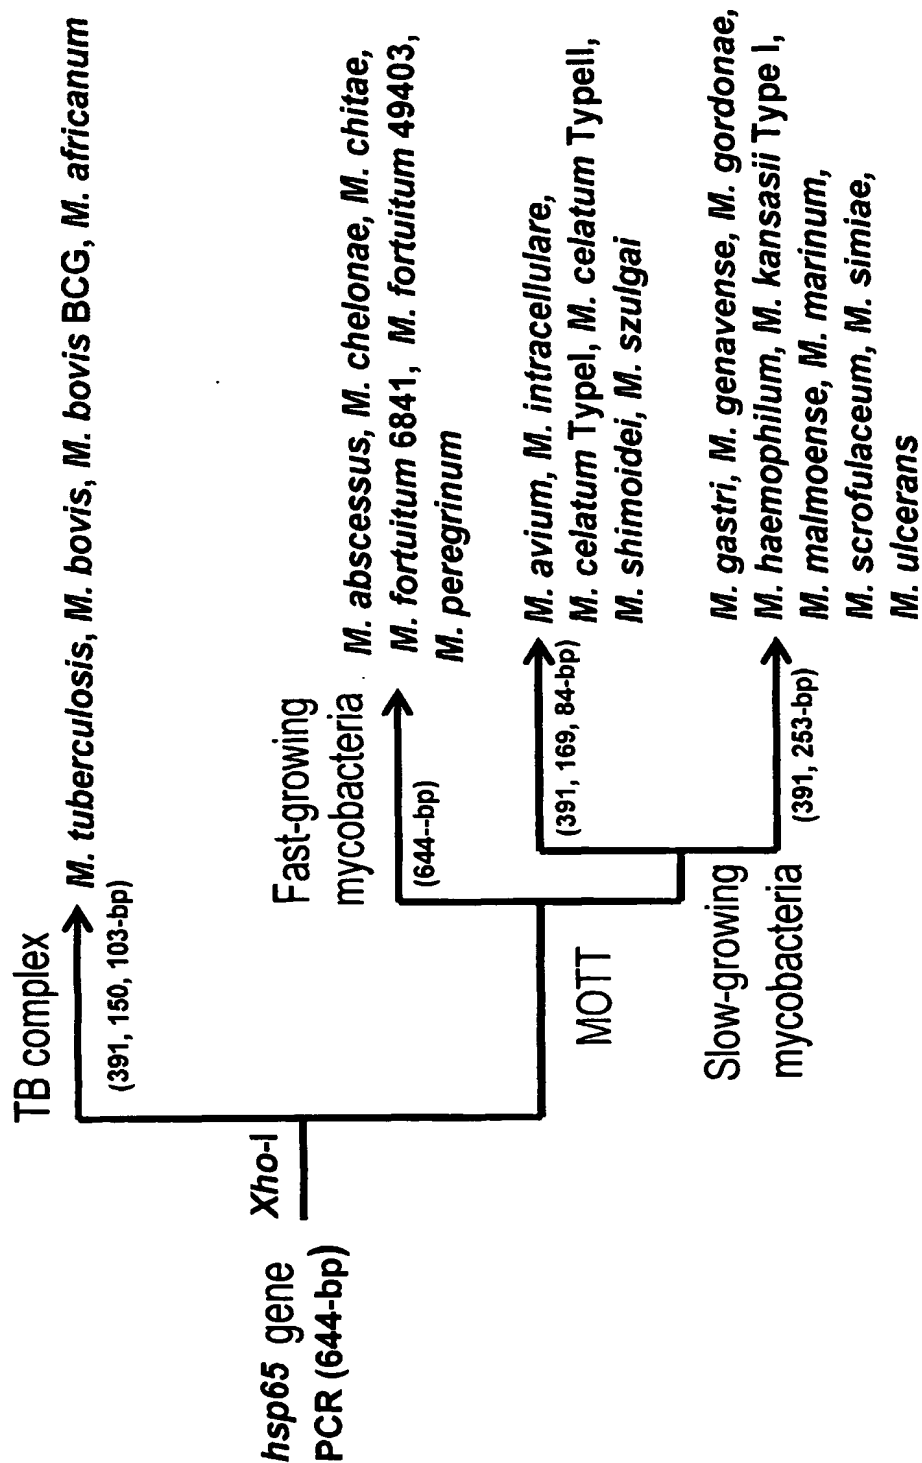 hsp65 gene
PCR (644-bp)
Xho-I
TB complex
(391, 150, 103-bp)
M. tuberculosis, M. bovis, M. bovis BCG, M. africanum
MOTT
Fast-growing
mycobacteria
(644--bp)
M. abscessus, M. chelonae, M. chitae,
M. fortuitum 6841, M. fortuitum 49403,
M. peregrinum
Slow-growing
mycobacteria
(391, 169, 84-bp)
M. avium, M. intracellulare,
M. celatum TypeI, M. celatum TypeII,
M. shimoidei, M. szulgai
(391, 253-bp)
M. gastri, M. genavense, M. gordonae,
M. haemophilum, M. kansasii Type I,
M. malmoense, M. marinum,
M. scrofulaceum, M. simiae,
M. ulcerans